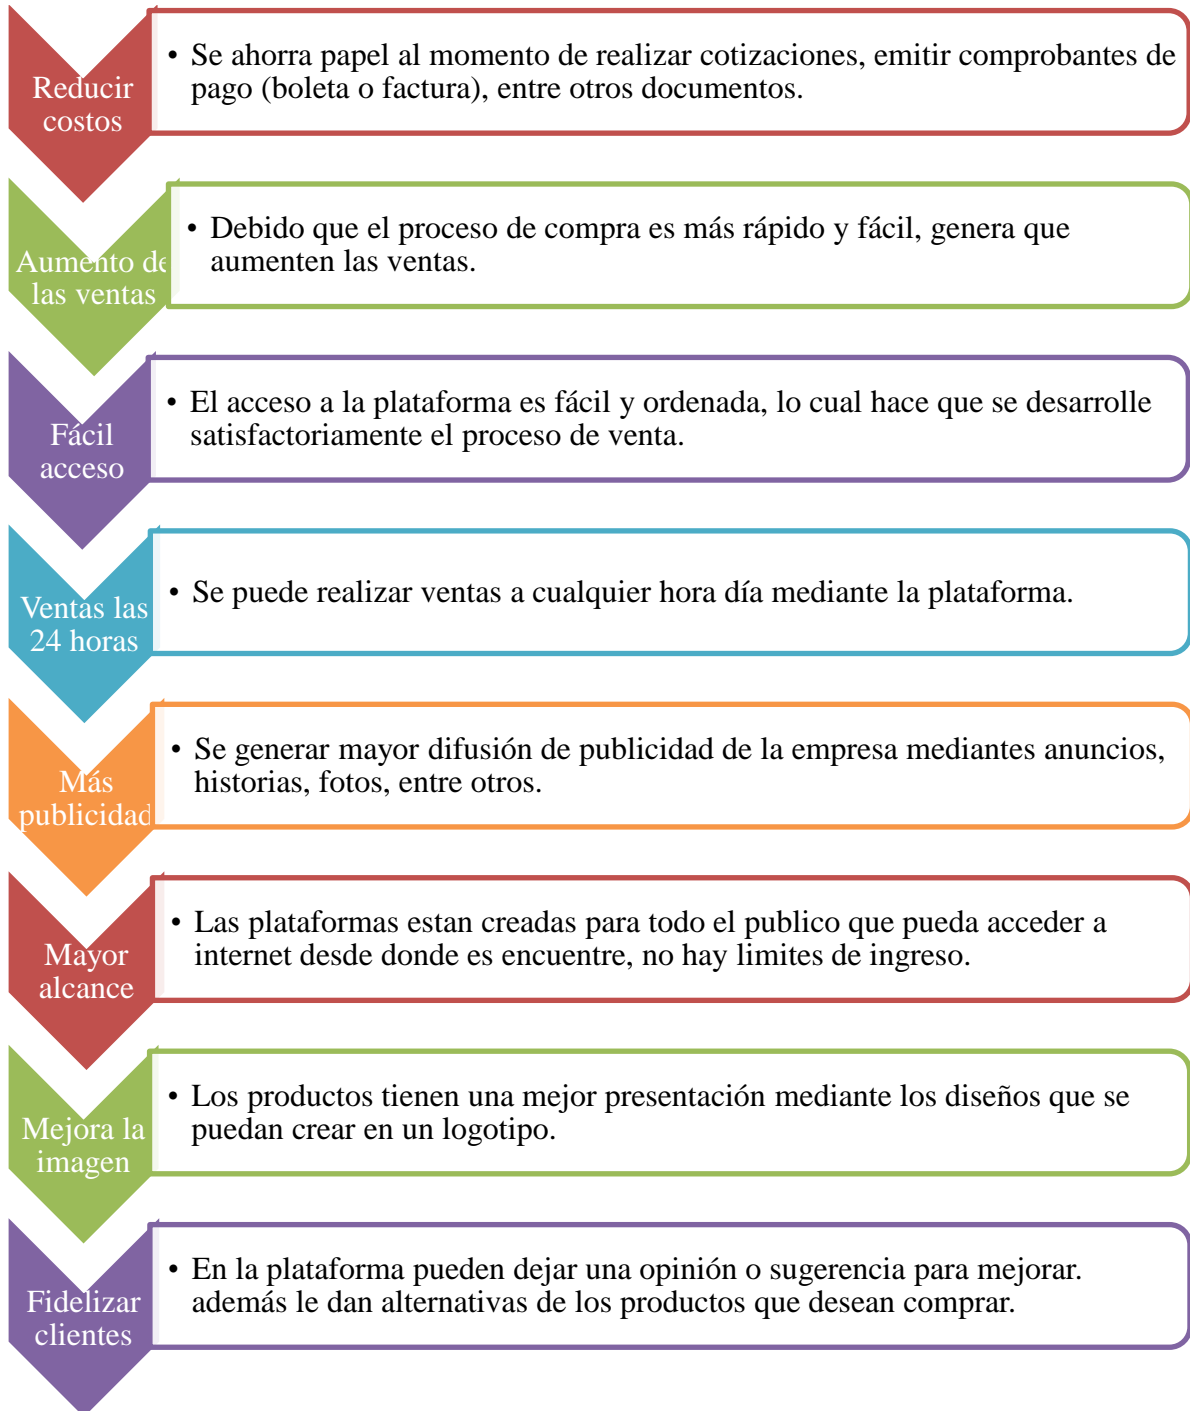 Reducir
costos
• Se ahorra papel al momento de realizar cotizaciones, emitir comprobantes de
pago (boleta o factura), entre otros documentos.
Aumento de
las ventas
• Debido que el proceso de compra es más rápido y fácil, genera que
aumenten las ventas.
Fácil
acceso
• El acceso a la plataforma es fácil y ordenada, lo cual hace que se desarrolle
satisfactoriamente el proceso de venta.
Ventas las
24 horas
• Se puede realizar ventas a cualquier hora día mediante la plataforma.
Más
publicidad
• Se generar mayor difusión de publicidad de la empresa mediantes anuncios,
historias, fotos, entre otros.
Mayor
alcance
• Las plataformas estan creadas para todo el publico que pueda acceder a
internet desde donde es encuentre, no hay limites de ingreso.
Mejora la
imagen
• Los productos tienen una mejor presentación mediante los diseños que se
puedan crear en un logotipo.
Fidelizar
clientes
• En la plataforma pueden dejar una opinión o sugerencia para mejorar.
además le dan alternativas de los productos que desean comprar.